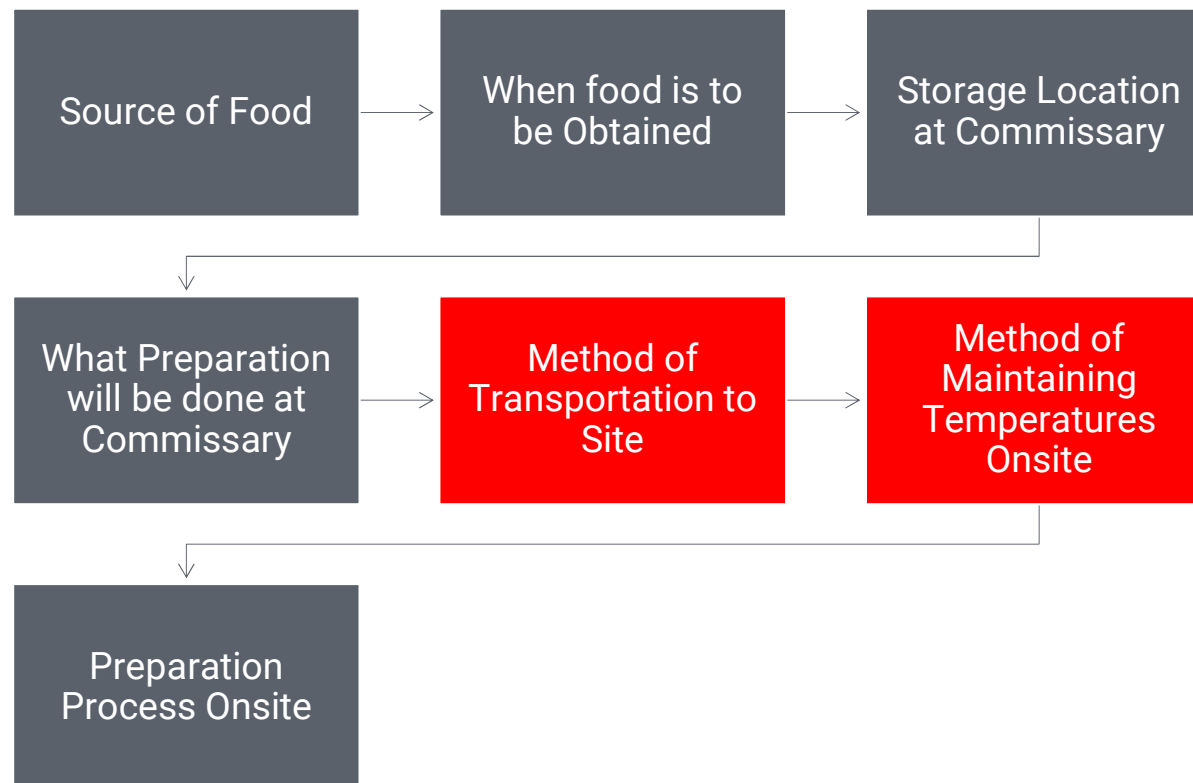 Source of Food
When food is to
be Obtained
Storage Location
at Commissary
What Preparation
will be done at
Commissary
Method of
Transportation to
Site
Method of
Maintaining
Temperatures
Onsite
Preparation
Process Onsite